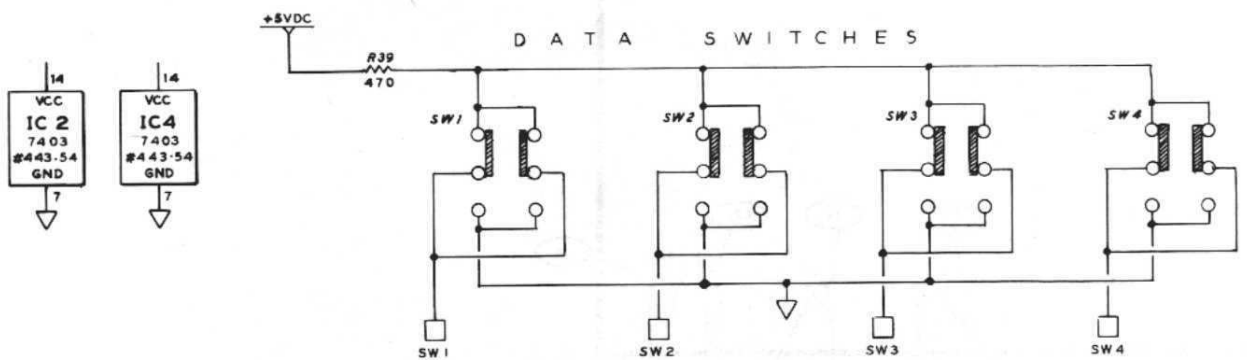 +5VDC
DATA SWITCHES
R39
470
14
VCC
IC 2
7403
#443-54
GND
7
14
VCC
IC4
7403
#443-54
GND
7
SW1
SW2
SW3
SW4
SW1
SW2
SW3
SW4